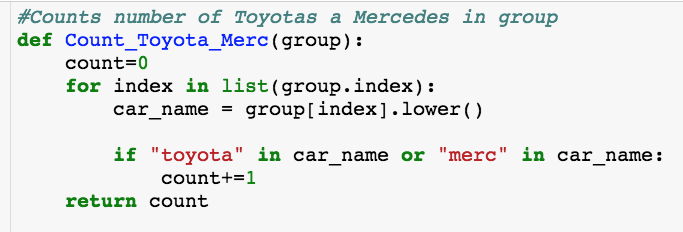 #Counts number of Toyotas a Mercedes in group
def Count_Toyota_Merc(group):
    count=0
    for index in list(group.index):
        car_name = group[index].lower()

        if "toyota" in car_name or "merc" in car_name:
            count+=1
    return count